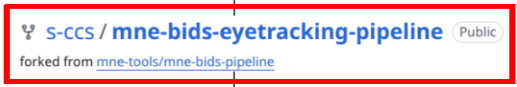 s-ccs / mne-bids-eyetracking-pipeline Public
forked from mne-tools/mne-bids-pipeline